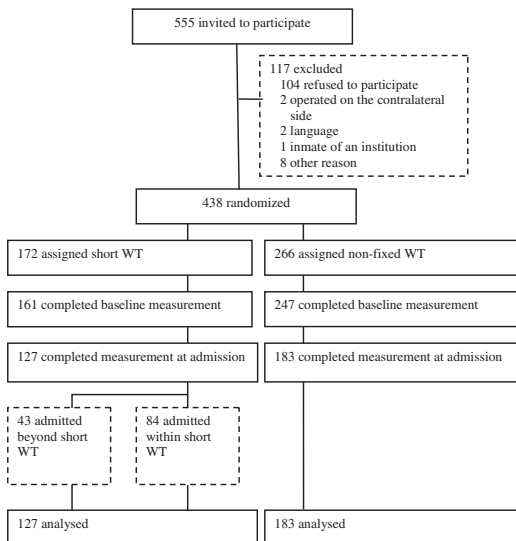 555 invited to participate
117 excluded
104 refused to participate
2 operated on the contralateral
side
2 language
1 inmate of an institution
8 other reason
438 randomized
172 assigned short WT
266 assigned non-fixed WT
161 completed baseline measurement
247 completed baseline measurement
127 completed measurement at admission
183 completed measurement at admission
43 admitted
beyond short
WT
84 admitted
within short
WT
127 analysed
183 analysed